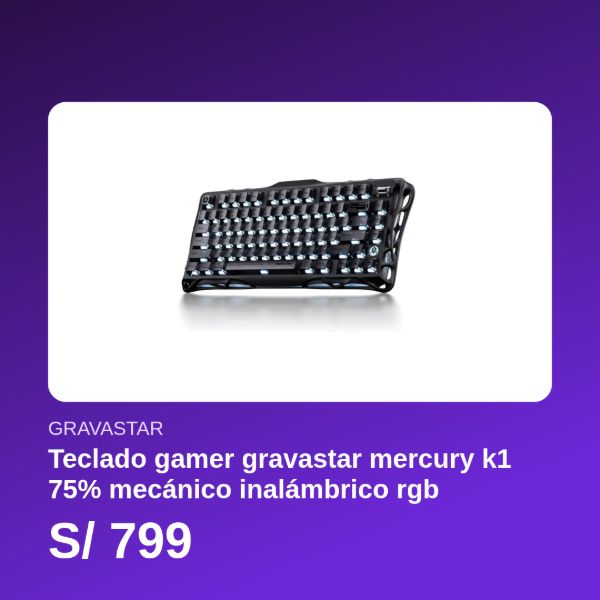 GRAVASTAR
Teclado gamer gravastar mercury k1
75% mecánico inalámbrico rgb
S/ 799